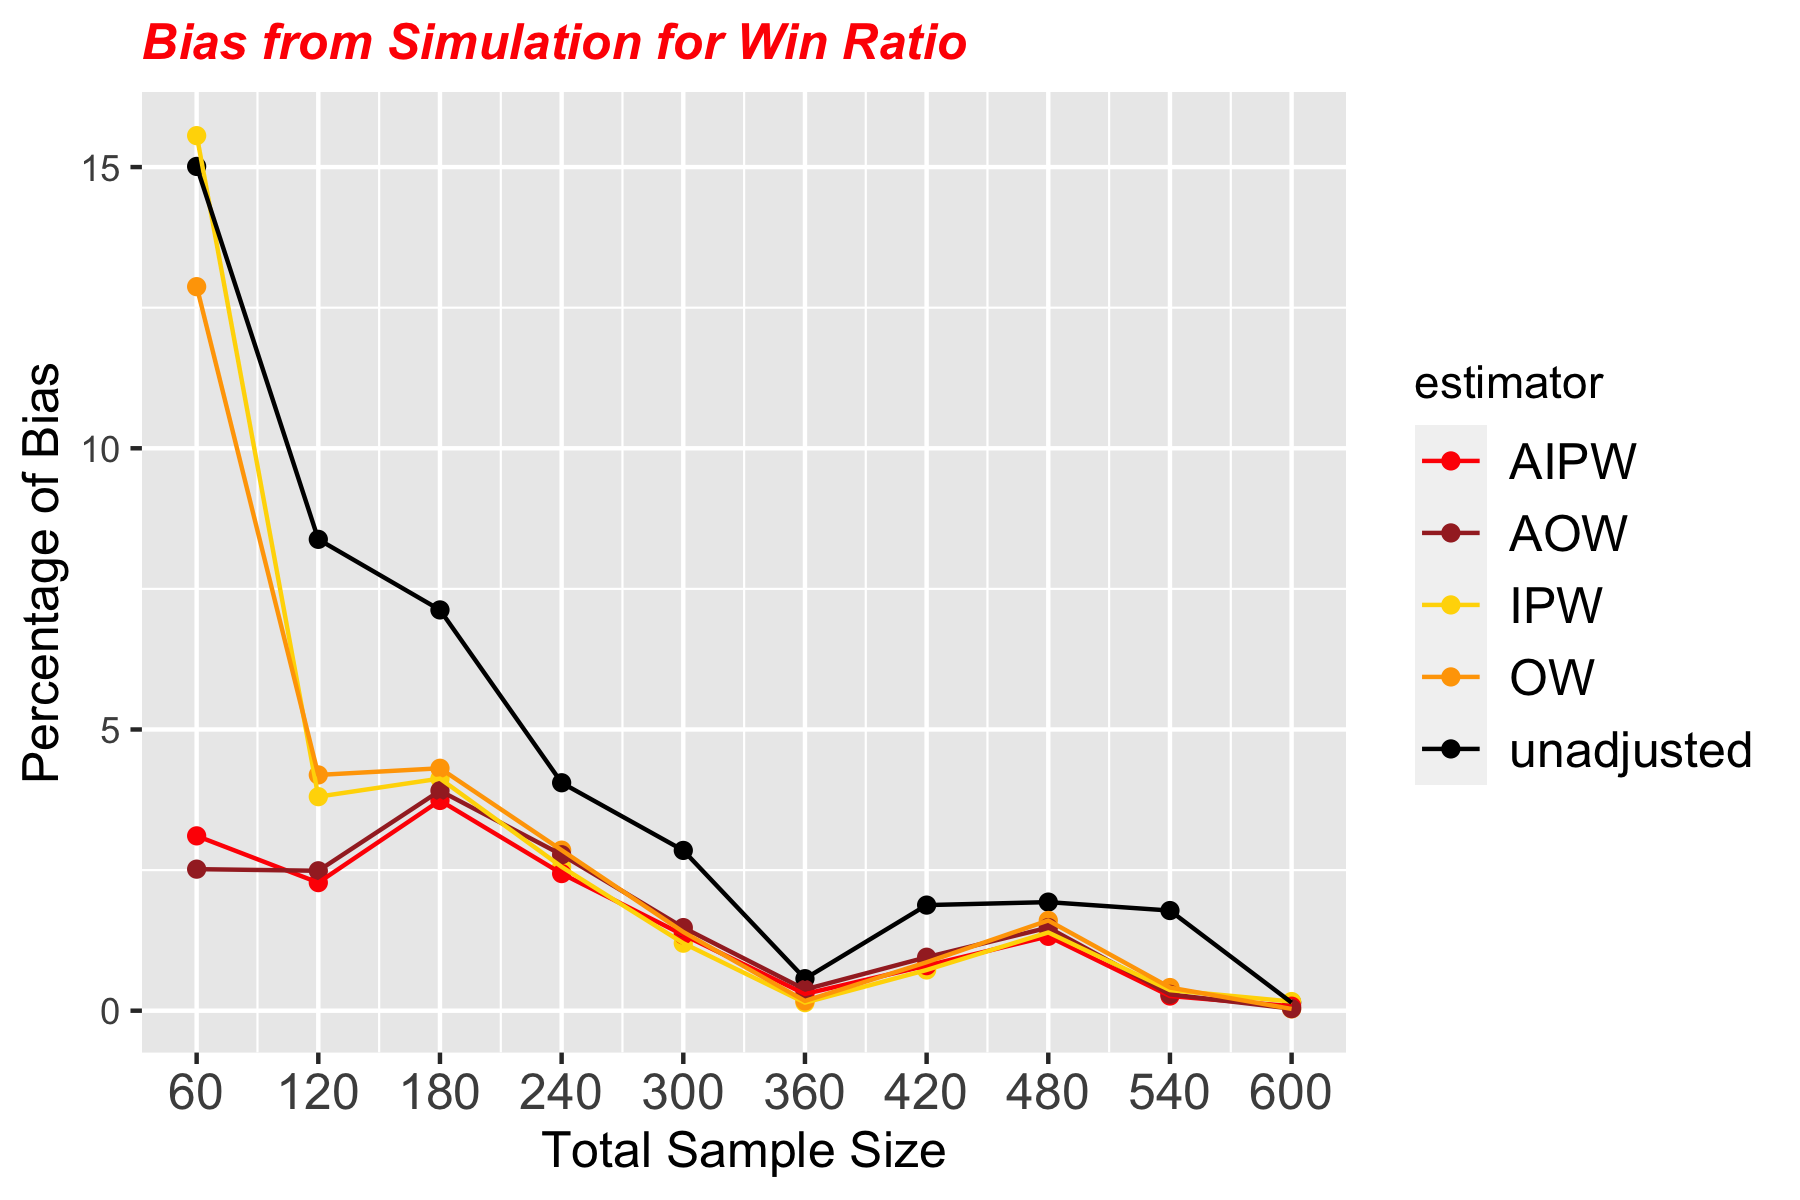 Bias from Simulation for Win Ratio
Percentage of Bias
15
10
5
0
60 120 180 240 300 360 420 480 540 600
Total Sample Size
estimator
AIPW
AOW
IPW
OW
unadjusted